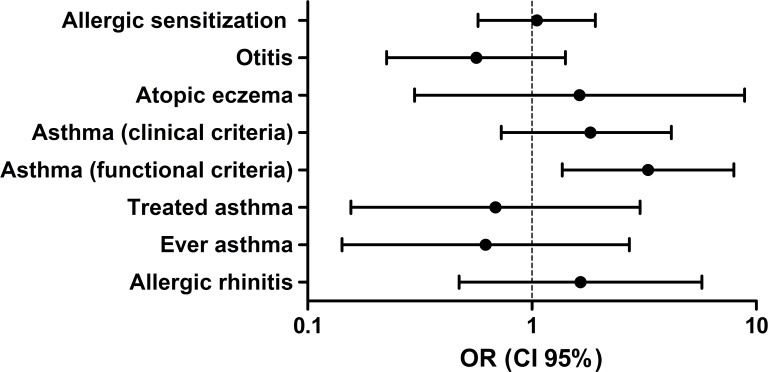 Allergic sensitization
Otitis
Atopic eczema
Asthma (clinical criteria)
Asthma (functional criteria)
Treated asthma
Ever asthma
Allergic rhinitis
0.1 1 10
OR (CI 95%)